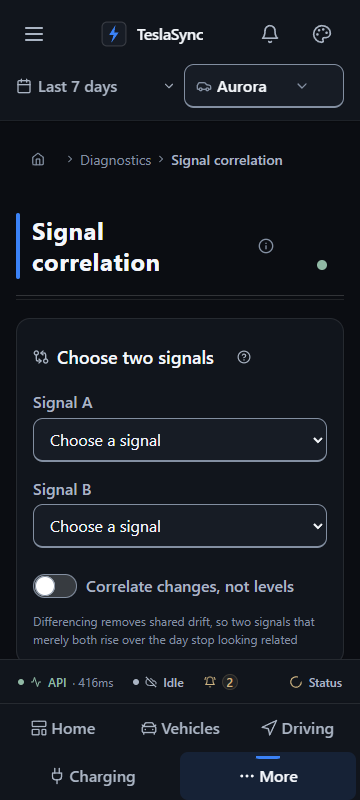 TeslaSync
Last 7 days
Aurora
Diagnostics
Signal correlation
Signal
correlation
Choose two signals
Signal A
Choose a signal
Signal B
Choose a signal
Correlate changes, not levels
Differencing removes shared drift, so two signals that
merely both rise over the day stop looking related
API · 416ms
Idle
2
Status
Home
Vehicles
Driving
Charging
More